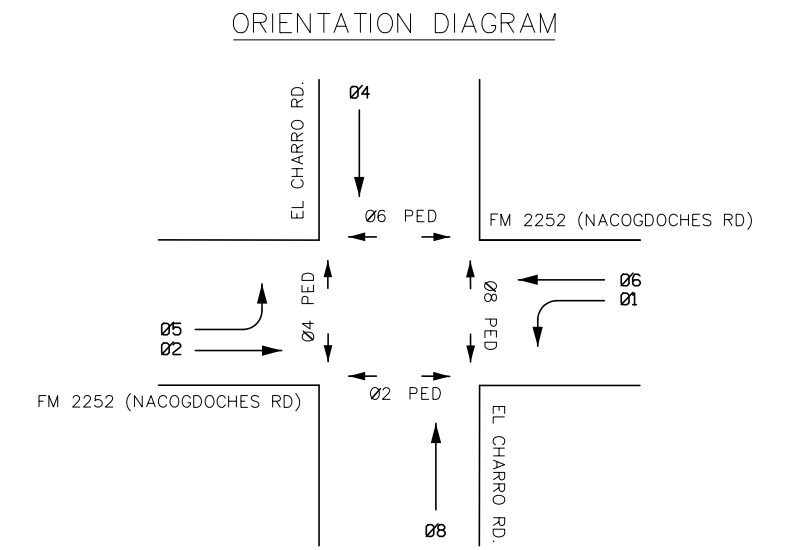 ORIENTATION DIAGRAM
EL CHARRO RD.
Ø4
Ø6 PED
FM 2252 (NACOGDOCHES RD)
Ø4 PED
Ø8 PED
Ø6
Ø1
Ø5
Ø2
Ø2 PED
FM 2252 (NACOGDOCHES RD)
EL CHARRO RD.
Ø8